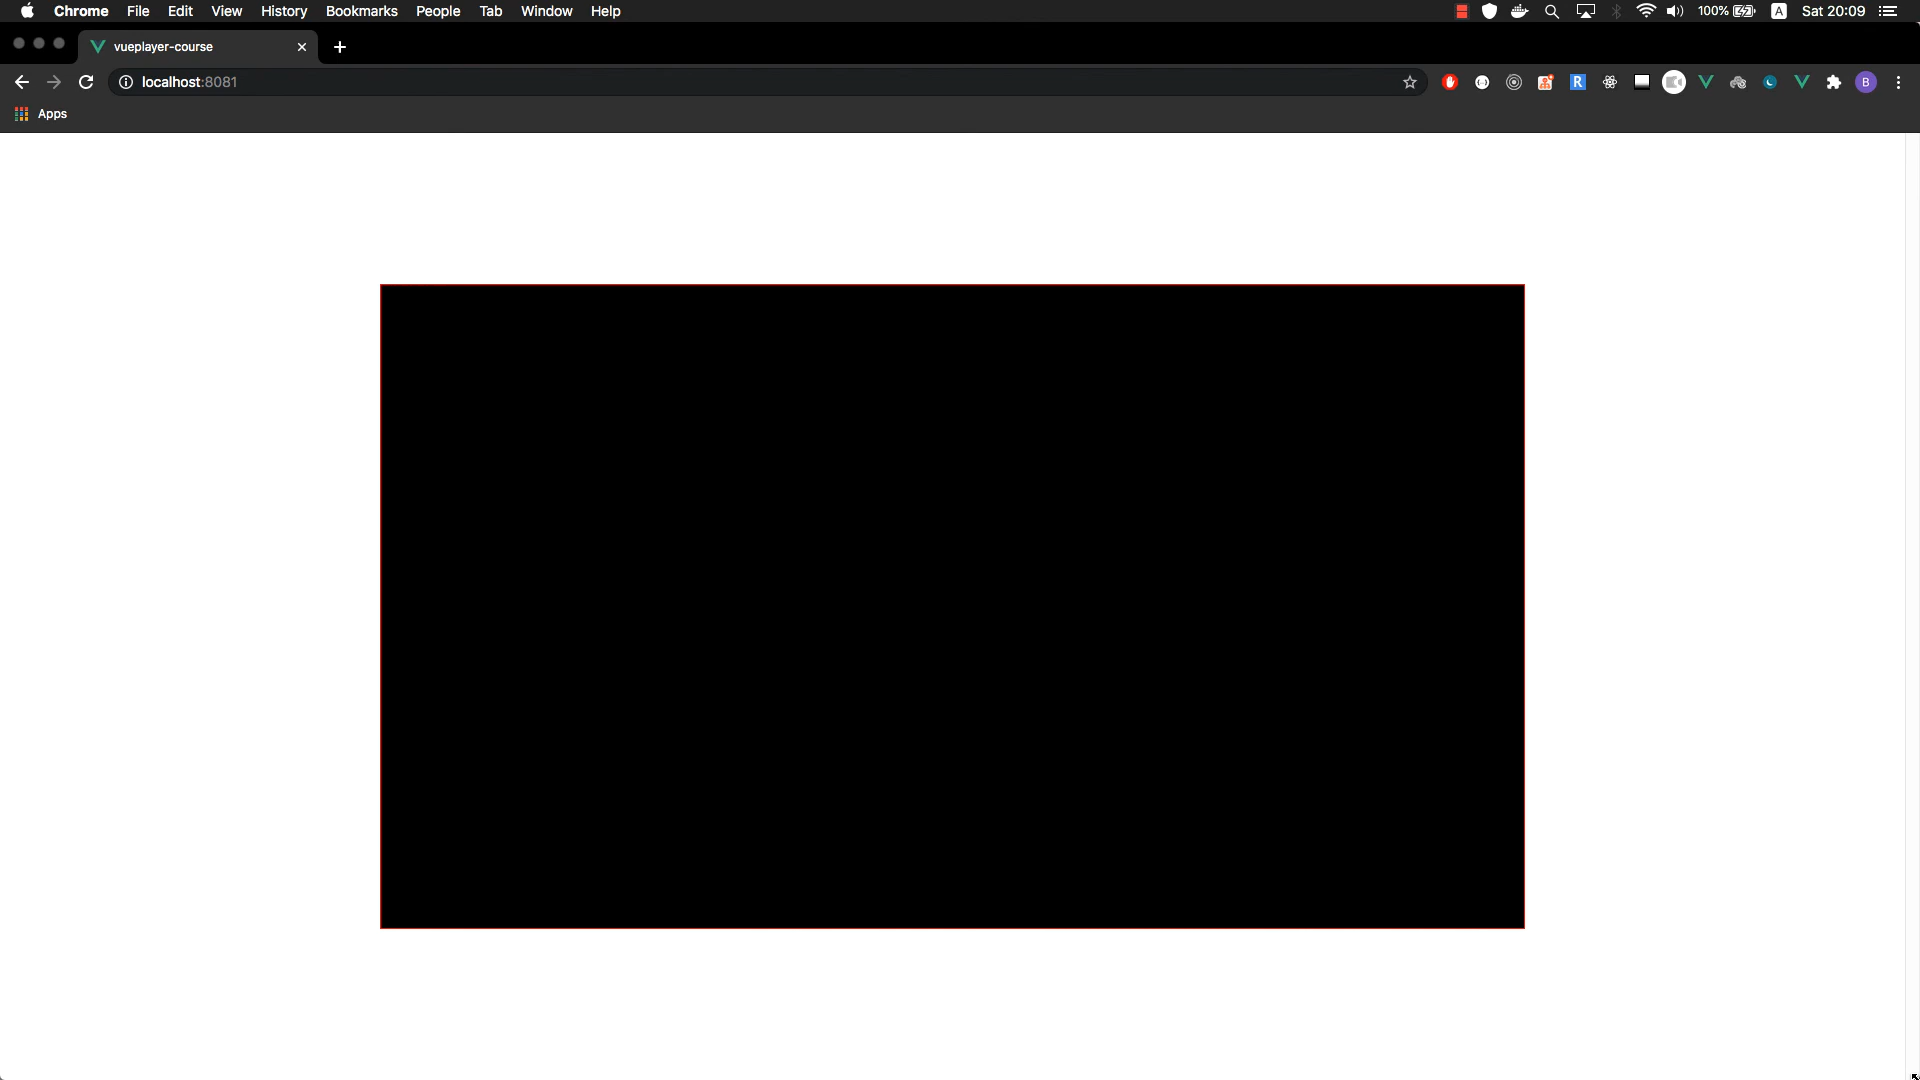 Chrome File Edit View History Bookmarks People Tab Window Help 100% A Sat 20:09
vueplayer-course
localhost:8081 R B
Apps